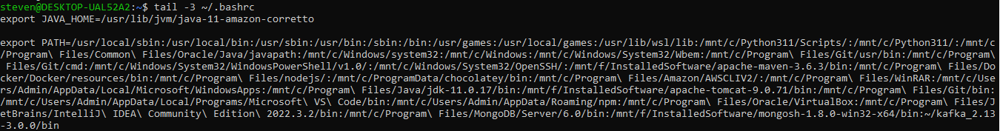 steven@DESKTOP-UAL52A2:~$ tail -3 ~/.bashrc
export JAVA_HOME=/usr/lib/jvm/java-11-amazon-corretto

export PATH=/usr/local/sbin:/usr/local/bin:/usr/sbin:/usr/bin:/sbin:/bin:/usr/games:/usr/local/games:/usr/lib/wsl/lib:/mnt/c/Python311/Scripts/:/mnt/c/Python311/:/mnt/c
/Program\ Files/Common\ Files/Oracle/Java/javapath:/mnt/c/Windows/system32:/mnt/c/Windows:/mnt/c/Windows/System32/Wbem:/mnt/c/Program\ Files/Git/usr/bin:/mnt/c/Program\
 Files/Git/cmd:/mnt/c/Windows/System32/WindowsPowerShell/v1.0/:/mnt/c/Windows/System32/OpenSSH/:/mnt/f/InstalledSoftware/apache-maven-3.6.3/bin:/mnt/c/Program\ Files/Do
cker/Docker/resources/bin:/mnt/c/Program\ Files/nodejs/:/mnt/c/ProgramData/chocolatey/bin:/mnt/c/Program\ Files/Amazon/AWSCLIV2/:/mnt/c/Program\ Files/WinRAR:/mnt/c/Use
rs/Admin/AppData/Local/Microsoft/WindowsApps:/mnt/c/Program\ Files/Java/jdk-11.0.17/bin:/mnt/f/InstalledSoftware/apache-tomcat-9.0.71/bin:/mnt/c/Program\ Files/Git/bin:
/mnt/c/Users/Admin/AppData/Local/Programs/Microsoft\ VS\ Code/bin:/mnt/c/Users/Admin/AppData/Roaming/npm:/mnt/c/Program\ Files/Oracle/VirtualBox:/mnt/c/Program\ Files/J
etBrains/IntelliJ\ IDEA\ Community\ Edition\ 2022.3.2/bin:/mnt/c/Program\ Files/MongoDB/Server/6.0/bin:/mnt/f/InstalledSoftware/mongosh-1.8.0-win32-x64/bin:~/kafka_2.13
-3.0.0/bin